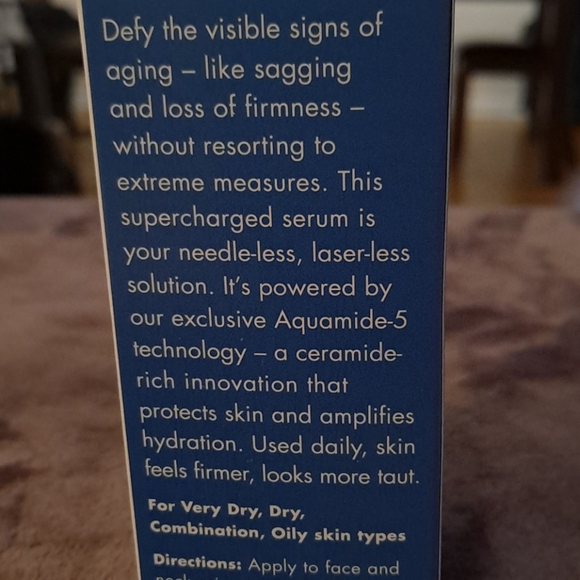 Defy the visible signs of
aging – like sagging
and loss of firmness –
without resorting to
extreme measures. This
supercharged serum is
your needle-less, laser-less
solution. It's powered by
our exclusive Aquamide-5
technology – a ceramide-
rich innovation that
protects skin and amplifies
hydration. Used daily, skin
feels firmer, looks more taut.
For Very Dry, Dry,
Combination, Oily skin types
Directions: Apply to face and